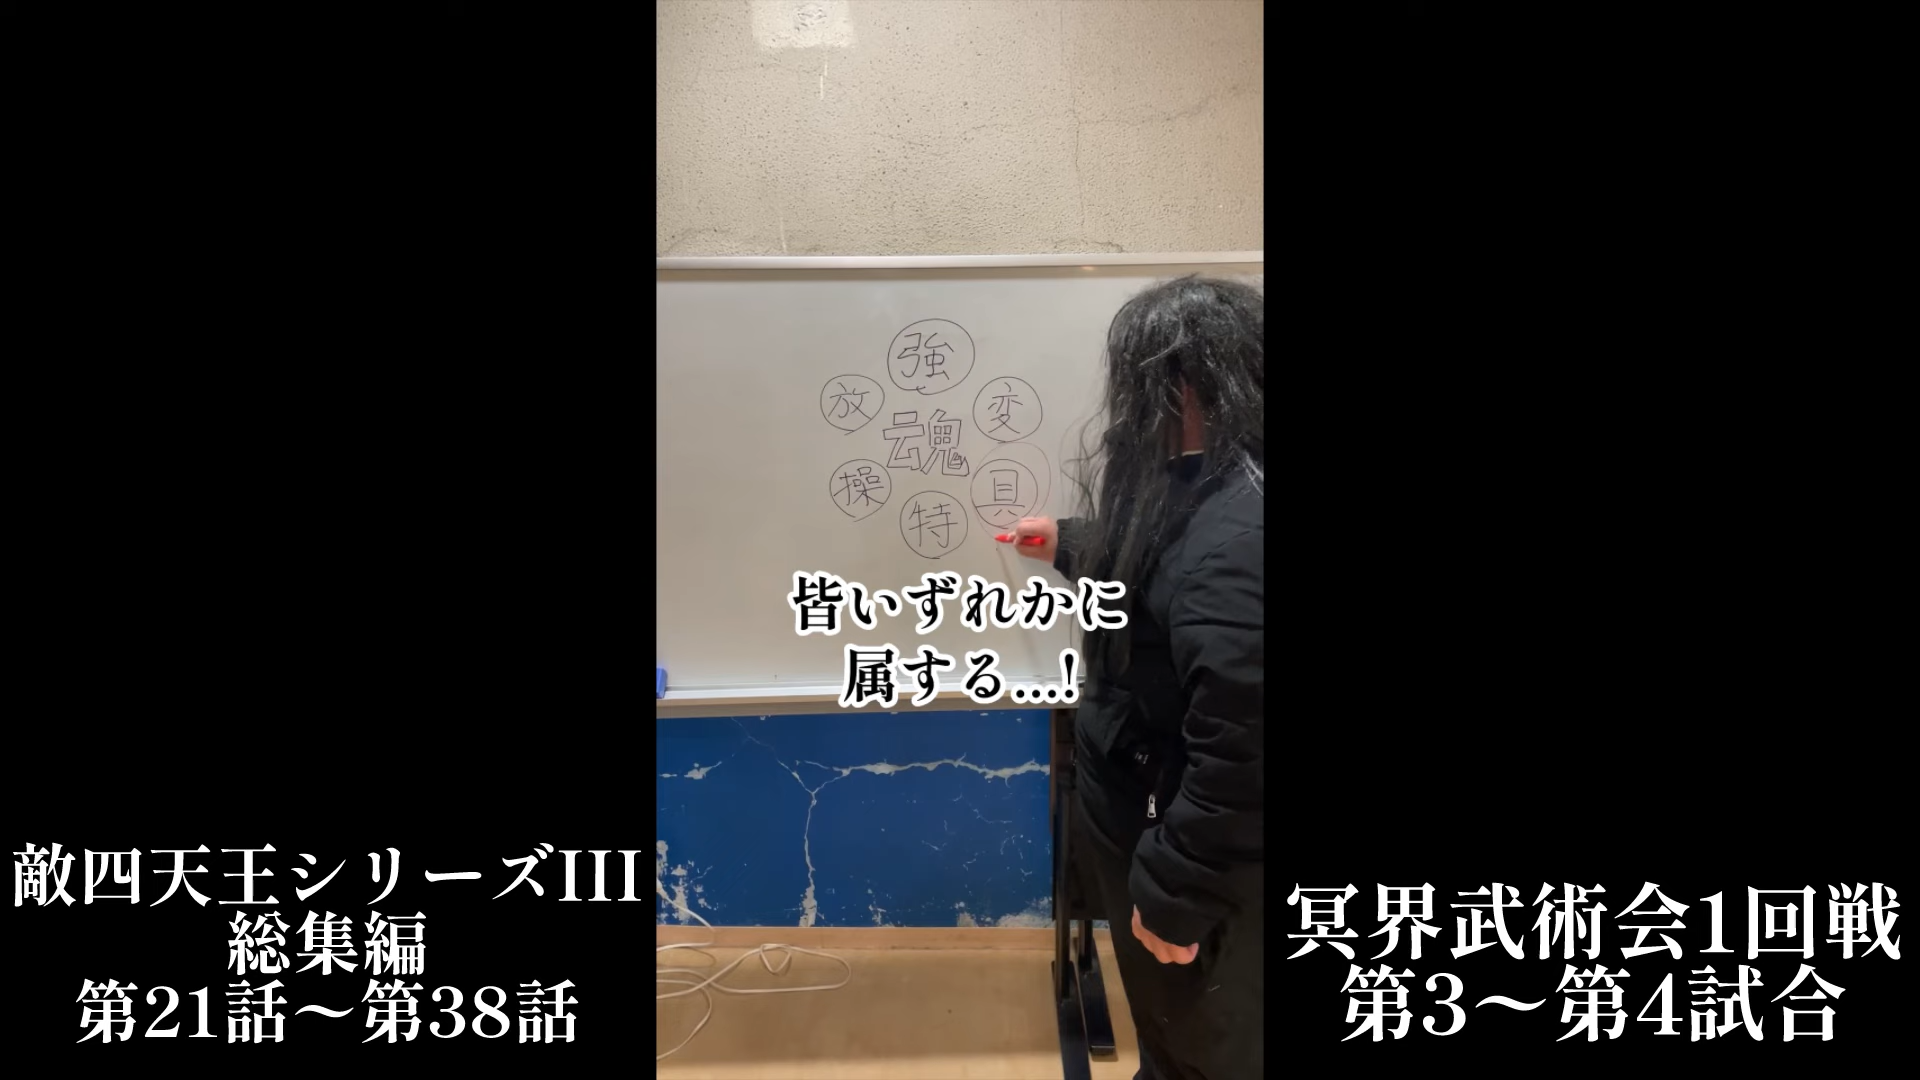 強
放
変
魂
操
具
特
皆いずれかに
属する...!
敵四天王シリーズIII
総集編
第21話～第38話
冥界武術会1回戦
第3～第4試合